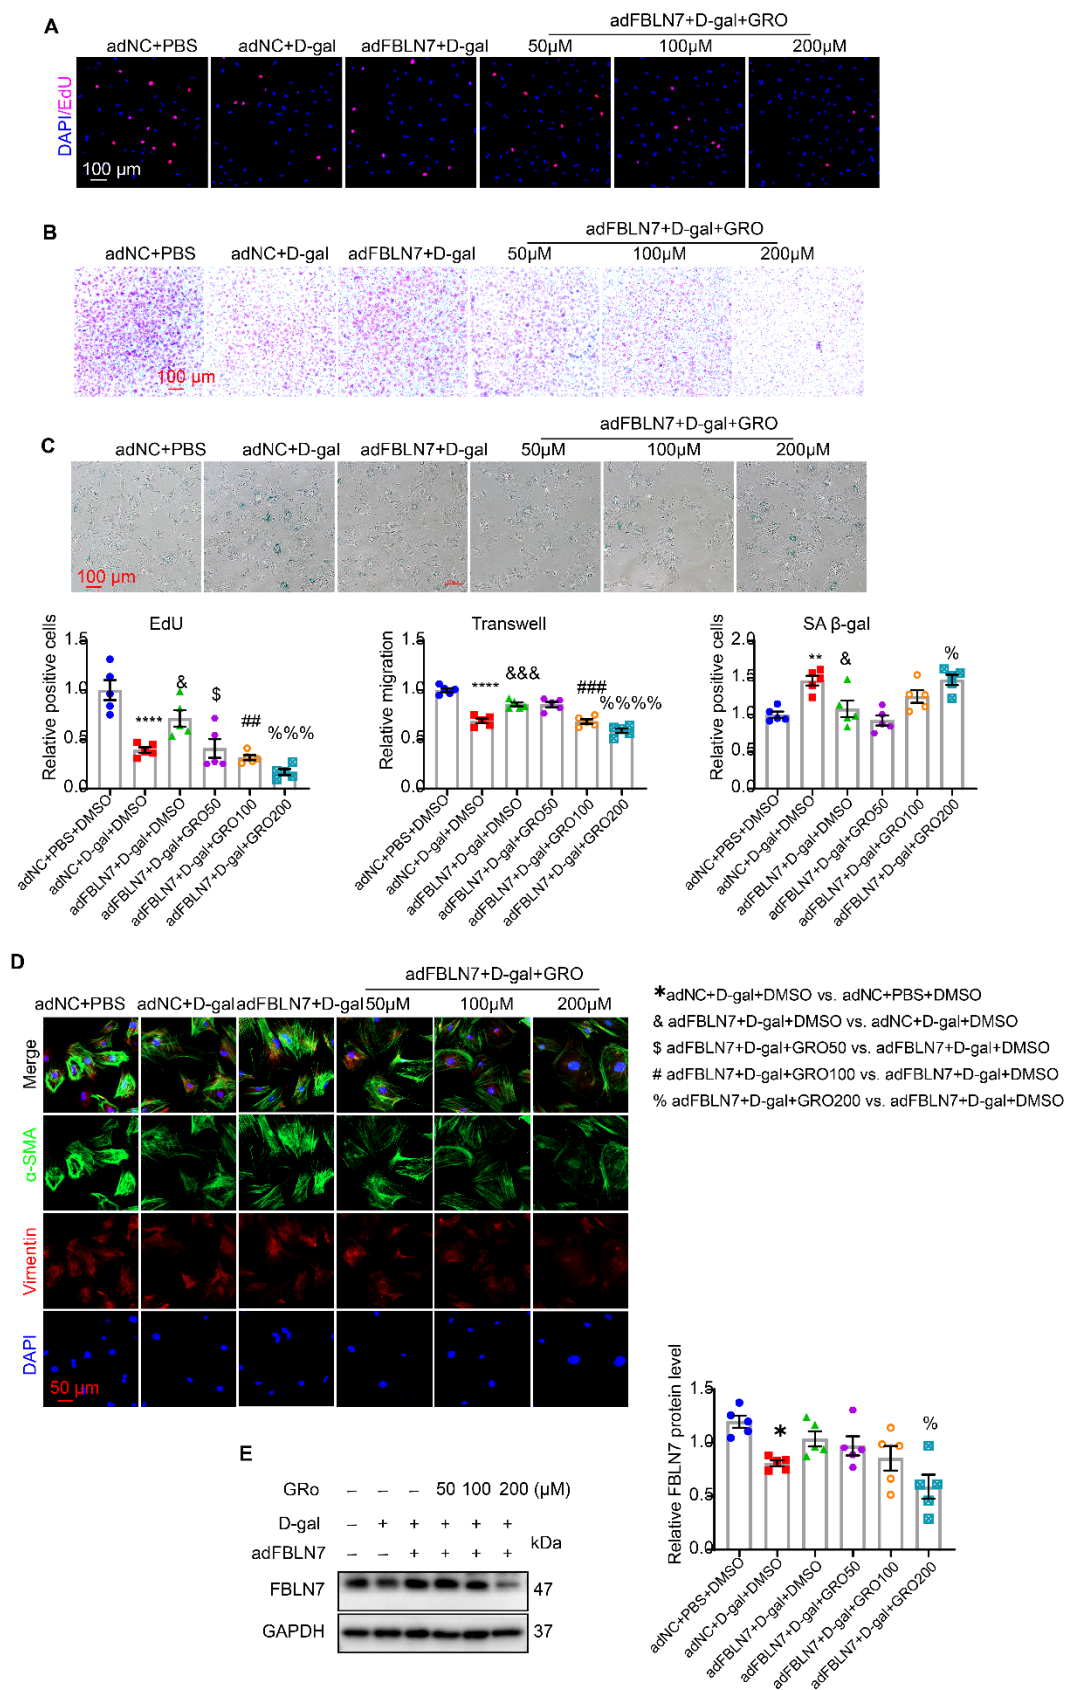 A
adFBLN7+D-gal+GRO
adNC+PBS adNC+D-gal adFBLN7+D-gal 50µM 100µM 200µM
DAPI/EdU
100 µm
B
adFBLN7+D-gal+GRO
adNC+PBS adNC+D-gal adFBLN7+D-gal 50µM 100µM 200µM
100 µm
C
adFBLN7+D-gal+GRO
adNC+PBS adNC+D-gal adFBLN7+D-gal 50µM 100µM 200µM
100 µm
EdU
Relative positive cells
1.5
1.0
0.5
0.0
**** & $ ## %%%
adNC+PBS+DMSO
adNC+D-gal+DMSO
adFBLN7+D-gal+DMSO
adFBLN7+D-gal+GRO50
adFBLN7+D-gal+GRO100
adFBLN7+D-gal+GRO200
Transwell
Relative migration
1.5
1.0
0.5
0.0
**** &&& ### %%%%
adNC+PBS+DMSO
adNC+D-gal+DMSO
adFBLN7+D-gal+DMSO
adFBLN7+D-gal+GRO50
adFBLN7+D-gal+GRO100
adFBLN7+D-gal+GRO200
SA β-gal
Relative positive cells
2.0
1.5
1.0
0.5
0.0
** & %
adNC+PBS+DMSO
adNC+D-gal+DMSO
adFBLN7+D-gal+DMSO
adFBLN7+D-gal+GRO50
adFBLN7+D-gal+GRO100
adFBLN7+D-gal+GRO200
D
adFBLN7+D-gal+GRO
adNC+PBS adNC+D-gal adFBLN7+D-gal 50µM 100µM 200µM
Merge
α-SMA
Vimentin
DAPI
50 µm
*adNC+D-gal+DMSO vs. adNC+PBS+DMSO
& adFBLN7+D-gal+DMSO vs. adNC+D-gal+DMSO
$ adFBLN7+D-gal+GRO50 vs. adFBLN7+D-gal+DMSO
# adFBLN7+D-gal+GRO100 vs. adFBLN7+D-gal+DMSO
% adFBLN7+D-gal+GRO200 vs. adFBLN7+D-gal+DMSO
E
GRo – – – 50 100 200 (µM)
D-gal – + + + + +
adFBLN7 – – + + + +
kDa
FBLN7 47
GAPDH 37
Relative FBLN7 protein level
1.5
1.0
0.5
0.0
* %
adNC+PBS+DMSO
adNC+D-gal+DMSO
adFBLN7+D-gal+DMSO
adFBLN7+D-gal+GRO50
adFBLN7+D-gal+GRO100
adFBLN7+D-gal+GRO200